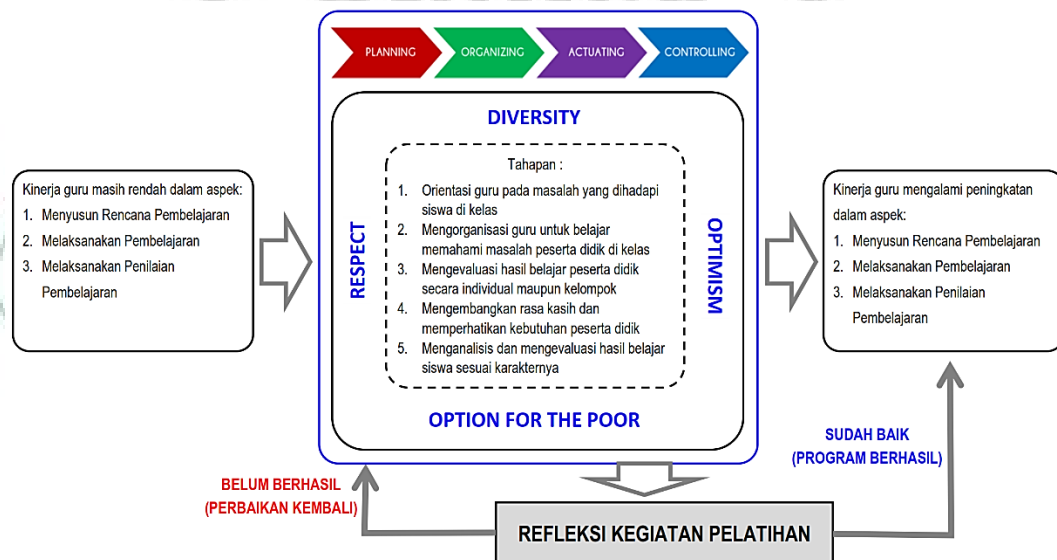 PLANNING
ORGANIZING
ACTUATING
CONTROLLING
DIVERSITY
Kinerja guru masih rendah dalam aspek:
1. Menyusun Rencana Pembelajaran
2. Melaksanakan Pembelajaran
3. Melaksanakan Penilaian
Pembelajaran
RESPECT
Tahapan :
1. Orientasi guru pada masalah yang dihadapi
siswa di kelas
2. Mengorganisasi guru untuk belajar
memahami masalah peserta didik di kelas
3. Mengevaluasi hasil belajar peserta didik
secara individual maupun kelompok
4. Mengembangkan rasa kasih dan
memperhatikan kebutuhan peserta didik
5. Menganalisis dan mengevaluasi hasil belajar
siswa sesuai karakternya
OPTIMISM
OPTION FOR THE POOR
Kinerja guru mengalami peningkatan
dalam aspek:
1. Menyusun Rencana Pembelajaran
2. Melaksanakan Pembelajaran
3. Melaksanakan Penilaian
Pembelajaran
BELUM BERHASIL
(PERBAIKAN KEMBALI)
SUDAH BAIK
(PROGRAM BERHASIL)
REFLEKSI KEGIATAN PELATIHAN